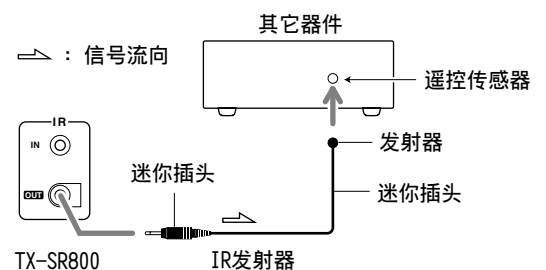 其它器件
：信号流向
遥控传感器
IR
IN
发射器
OUT
迷你插头
迷你插头
TX-SR800
IR发射器